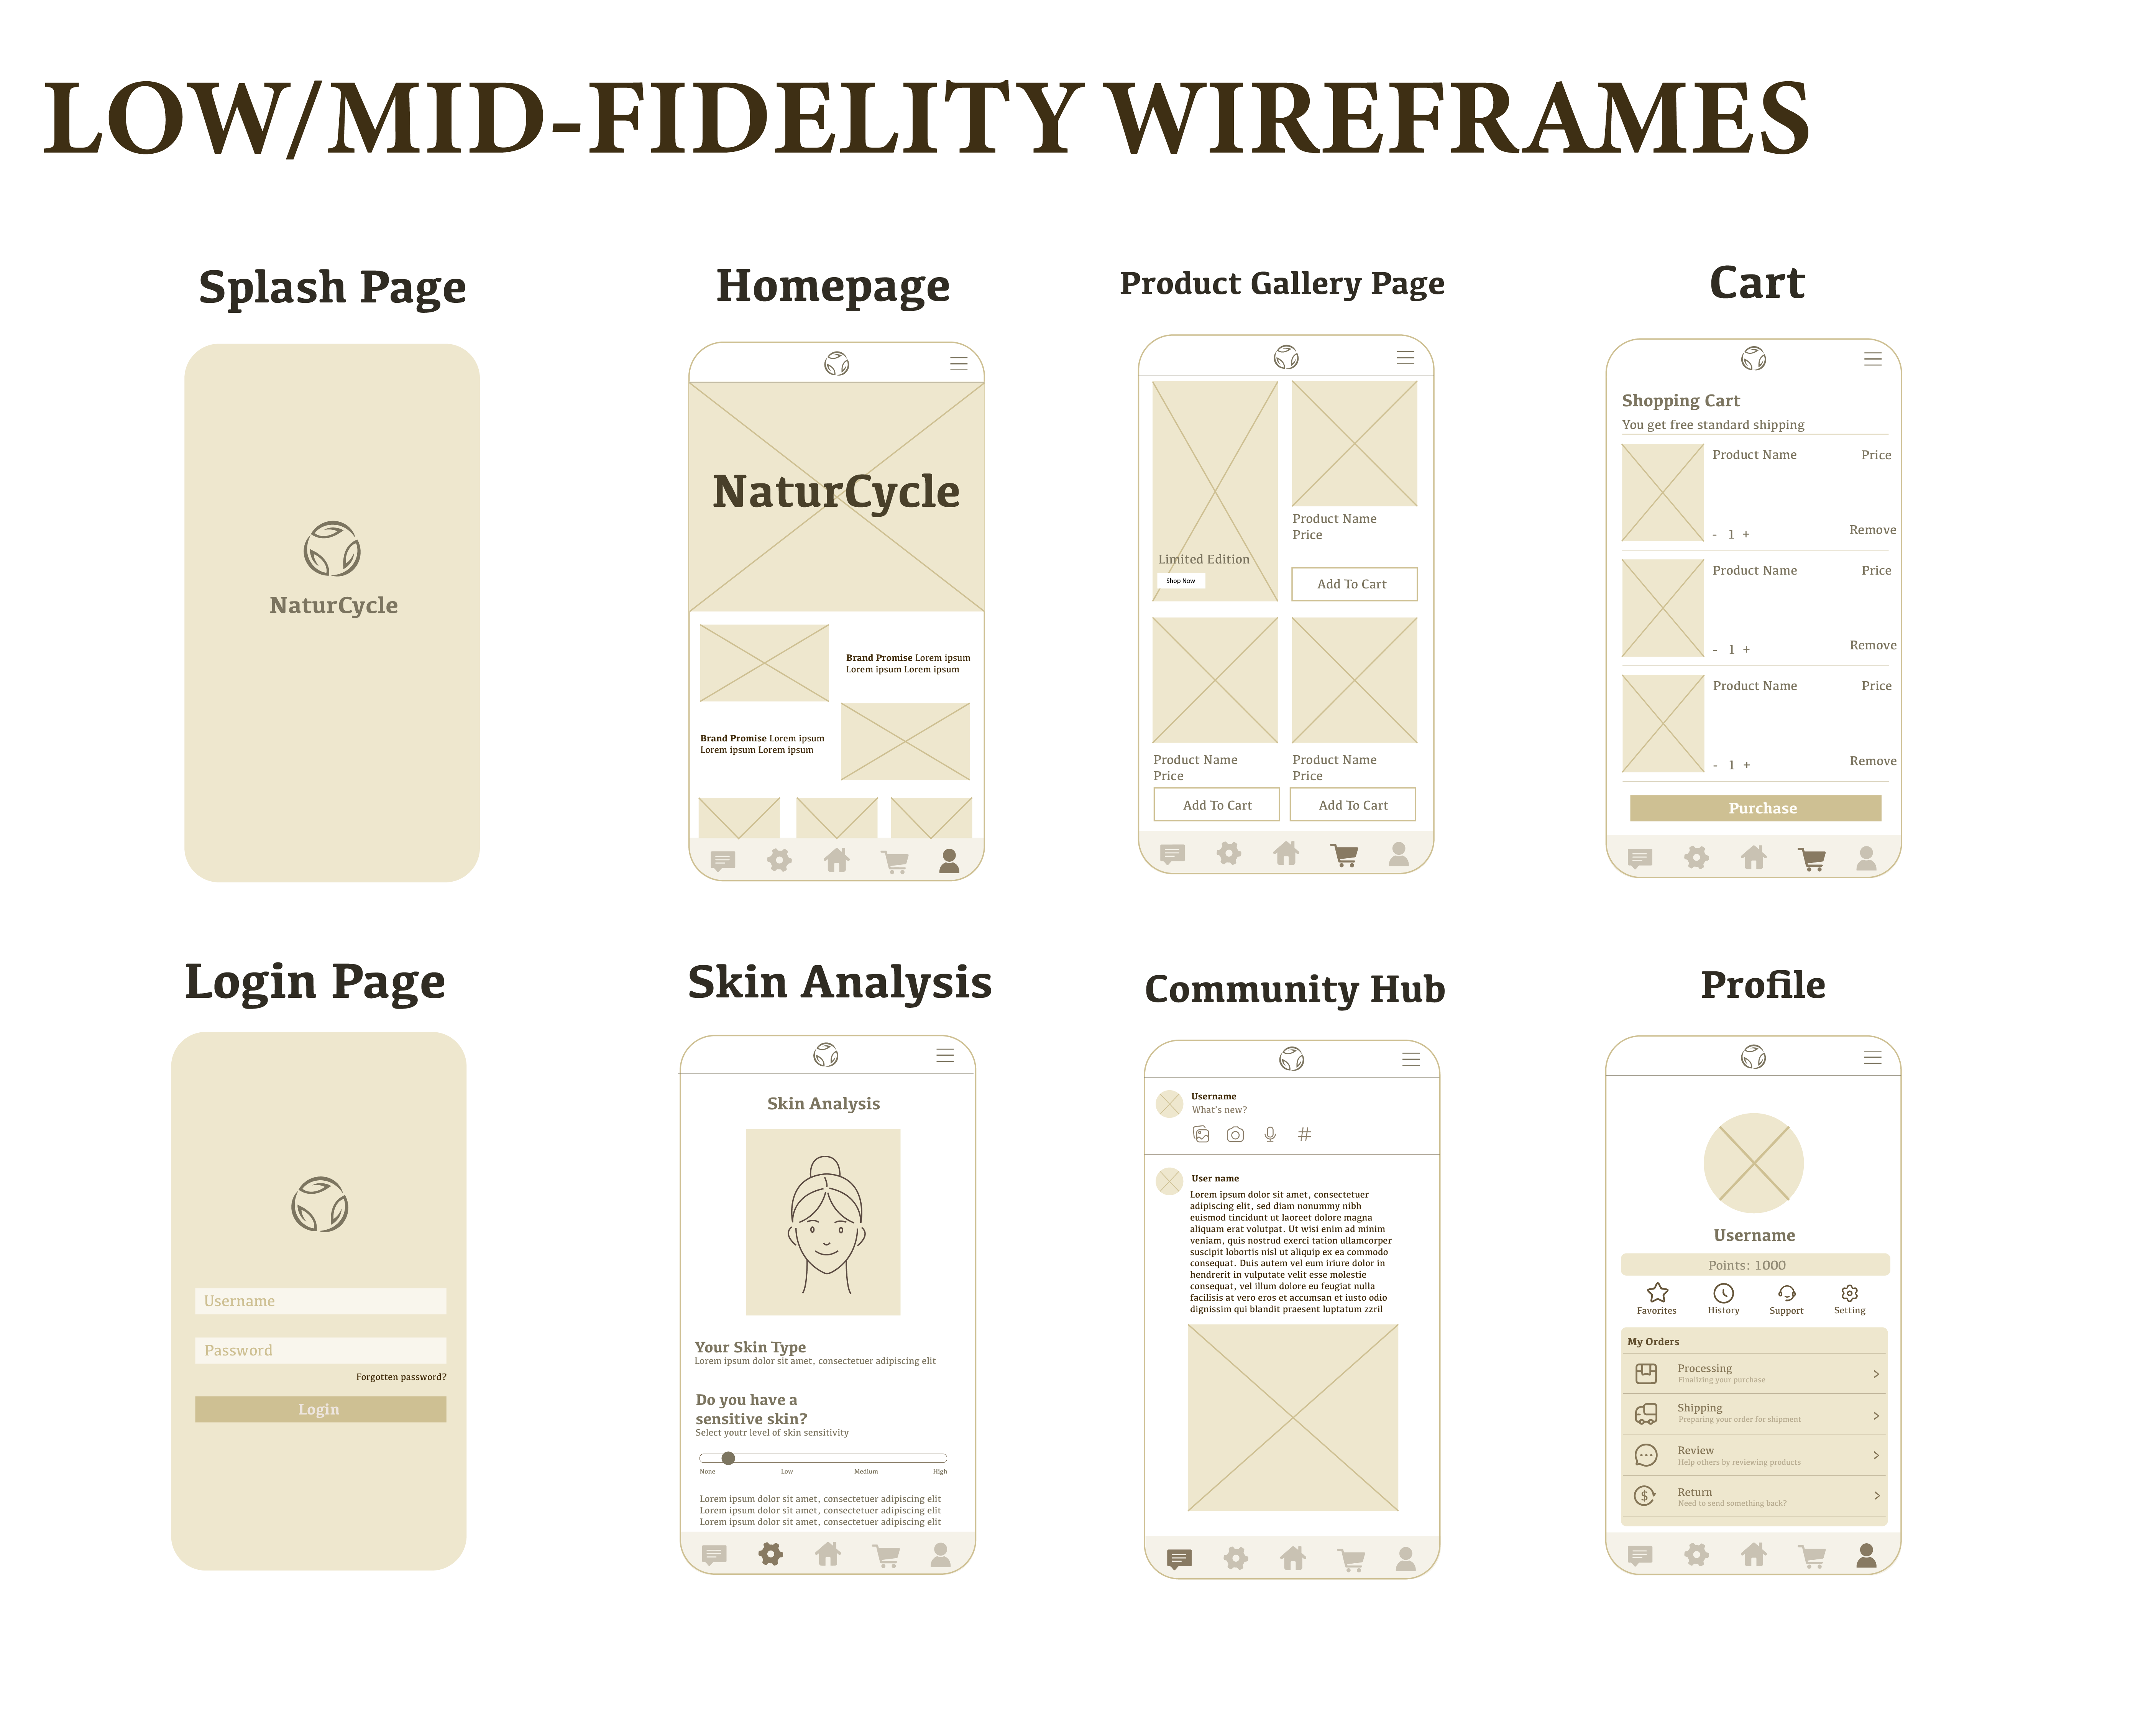 LOW/MID-FIDELITY WIREFRAMES
Splash Page
NaturCycle
Homepage
NaturCycle
Brand Promise Lorem ipsum
Lorem ipsum Lorem ipsum
Brand Promise Lorem ipsum
Lorem ipsum Lorem ipsum
Product Gallery Page
Limited Edition
Shop Now
Product Name
Price
Add To Cart
Product Name
Price
Add To Cart
Product Name
Price
Add To Cart
Cart
Shopping Cart
You get free standard shipping
Product Name Price
- 1 + Remove
Product Name Price
- 1 + Remove
Product Name Price
- 1 + Remove
Purchase
Login Page
Username
Password
Forgotten password?
Login
Skin Analysis
Skin Analysis
Your Skin Type
Lorem ipsum dolor sit amet, consectetuer adipiscing elit
Do you have a
sensitive skin?
Select youtr level of skin sensitivity
None Low Medium High
Lorem ipsum dolor sit amet, consectetuer adipiscing elit
Lorem ipsum dolor sit amet, consectetuer adipiscing elit
Lorem ipsum dolor sit amet, consectetuer adipiscing elit
Community Hub
Username
What's new?
#
User name
Lorem ipsum dolor sit amet, consectetuer
adipiscing elit, sed diam nonummy nibh
euismod tincidunt ut laoreet dolore magna
aliquam erat volutpat. Ut wisi enim ad minim
veniam, quis nostrud exerci tation ullamcorper
suscipit lobortis nisl ut aliquip ex ea commodo
consequat. Duis autem vel eum iriure dolor in
hendrerit in vulputate velit esse molestie
consequat, vel illum dolore eu feugiat nulla
facilisis at vero eros et accumsan et iusto odio
dignissim qui blandit praesent luptatum zzril
Profile
Username
Points: 1000
Favorites History Support Setting
My Orders
Processing
Finalizing your purchase
Shipping
Preparing your order for shipment
Review
Help others by reviewing products
$
Return
Need to send something back?